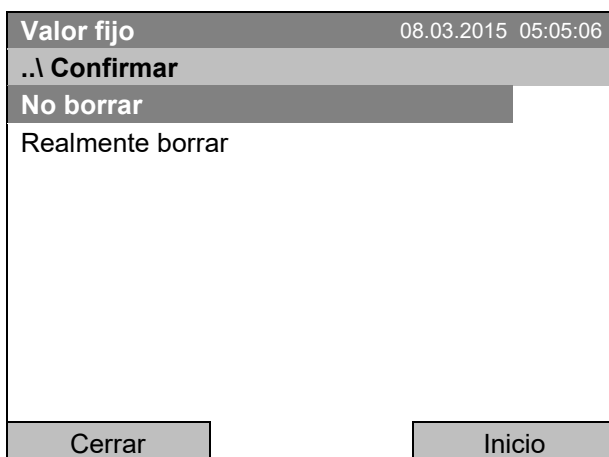 Valor fijo 08.03.2015 05:05:06
..\ Confirmar
No borrar
Realmente borrar
Cerrar Inicio